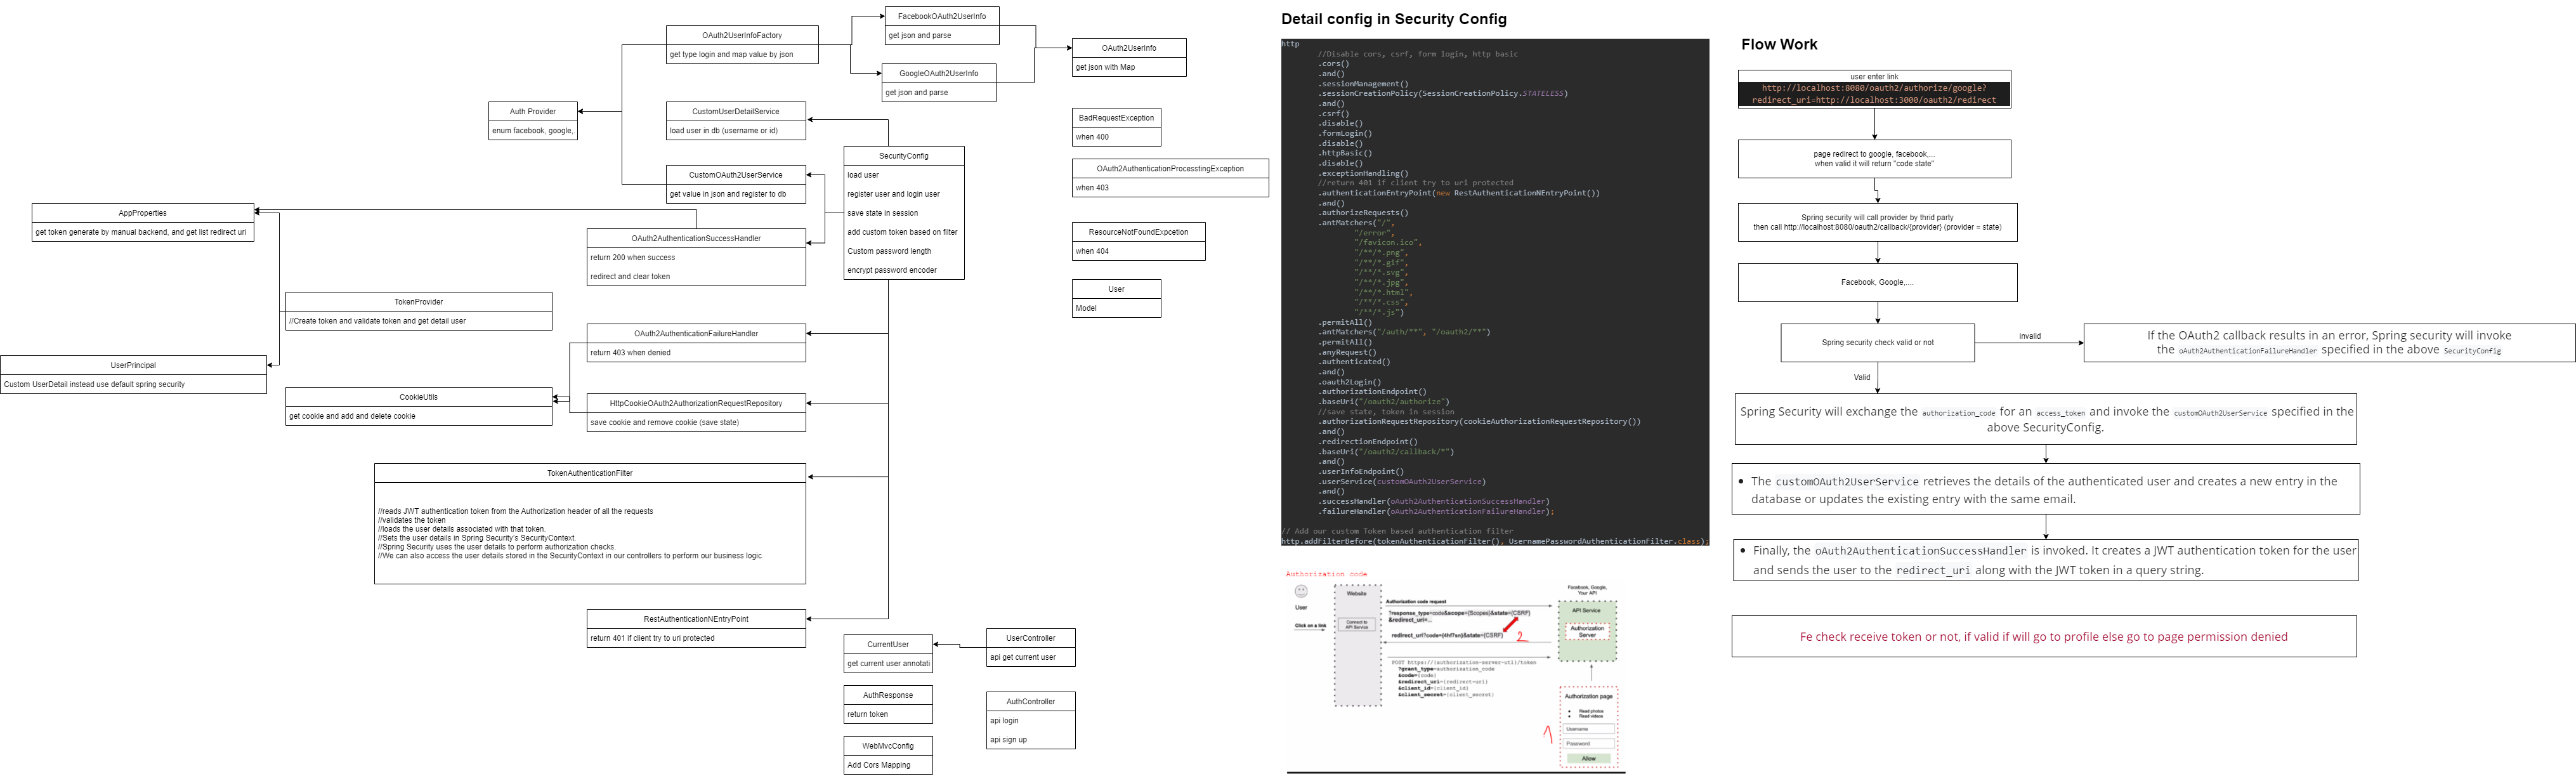 FacebookOAuth2UserInfo
get json and parse
OAuth2UserInfoFactory
get type login and map value by json
OAuth2UserInfo
get json with Map
GoogleOAuth2UserInfo
get json and parse
Auth Provider
enum facebook, google,.
CustomUserDetailService
load user in db (username or id)
BadRequestException
when 400
SecurityConfig
load user
register user and login user
save state in session
add custom token based on filter
Custom password length
encrypt password encoder
CustomOAuth2UserService
get value in json and register to db
OAuth2AuthenticationProcesstingException
when 403
AppProperties
get token generate by manual backend, and get list redirect uri
OAuth2AuthenticationSuccessHandler
return 200 when success
redirect and clear token
ResourceNotFoundExpcetion
when 404
User
Model
TokenProvider
//Create token and validate token and get detail user
OAuth2AuthenticationFailureHandler
return 403 when denied
UserPrincipal
Custom UserDetail instead use default spring security
CookieUtils
get cookie and add and delete cookie
HttpCookieOAuth2AuthorizationRequestRepository
save cookie and remove cookie (save state)
TokenAuthenticationFilter
//reads JWT authentication token from the Authorization header of all the requests
//validates the token
//loads the user details associated with that token.
//Sets the user details in Spring Security's SecurityContext.
//Spring Security uses the user details to perform authorization checks.
//We can also access the user details stored in the SecurityContext in our controllers to perform our business logic
RestAuthenticationNEntryPoint
return 401 if client try to uri protected
CurrentUser
get current user annotati
UserController
api get current user
AuthResponse
return token
AuthController
api login
api sign up
WebMvcConfig
Add Cors Mapping
Detail config in Security Config
http
//Disable cors, csrf, form login, http basic
.cors()
.and()
.sessionManagement()
.sessionCreationPolicy(SessionCreationPolicy.STATELESS)
.and()
.csrf()
.disable()
.formLogin()
.disable()
.httpBasic()
.disable()
.exceptionHandling()
//return 401 if client try to uri protected
.authenticationEntryPoint(new RestAuthenticationNEntryPoint())
.and()
.authorizeRequests()
.antMatchers("/",
"/error",
"/favicon.ico",
"/**/*.png",
"/**/*.gif",
"/**/*.svg",
"/**/*.jpg",
"/**/*.html",
"/**/*.css",
"/**/*.js")
.permitAll()
.antMatchers("/auth/**", "/oauth2/**")
.permitAll()
.anyRequest()
.authenticated()
.and()
.oauth2Login()
.authorizationEndpoint()
.baseUri("/oauth2/authorize")
//save state, token in session
.authorizationRequestRepository(cookieAuthorizationRequestRepository())
.and()
.redirectionEndpoint()
.baseUri("/oauth2/callback/*")
.and()
.userInfoEndpoint()
.userService(customOAuth2UserService)
.and()
.successHandler(oAuth2AuthenticationSuccessHandler)
.failureHandler(oAuth2AuthenticationFailureHandler);
// Add our custom Token based authentication filter
http.addFilterBefore(tokenAuthenticationFilter(), UsernamePasswordAuthenticationFilter.class);
Authorization code
User
Click on a link
Website
Connect to
API Service
Authorization code request
?response_type=code&scope={Scopes}&state={CSRF}
&redirect_uri=...
redirect_url?code={4hf7sn}&state={CSRF}
2
POST https://{authorization-server-url}/token
?grant_type=authorization_code
&code={code}
&redirect_uri={redirect-uri}
&client_id={client_id}
&client_secret={client_secret}
Facebook, Google,
Your API
API Service
Authorization
Server
1
Authorization page
Read photos
Read videos
Username
Password
Allow
Flow Work
user enter link
http://localhost:8080/oauth2/authorize/google?
redirect_uri=http://localhost:3000/oauth2/redirect
page redirect to google, facebook,...
when valid it will return "code state"
Spring security will call provider by thrid party
then call http://localhost:8080/oauth2/callback/{provider} (provider = state)
Facebook, Google,....
Spring security check valid or not
invalid
If the OAuth2 callback results in an error, Spring security will invoke
the oAuth2AuthenticationFailureHandler specified in the above SecurityConfig
Valid
Spring Security will exchange the authorization_code for an access_token and invoke the customOAuth2UserService specified in the
above SecurityConfig.
The customOAuth2UserService retrieves the details of the authenticated user and creates a new entry in the
database or updates the existing entry with the same email.
Finally, the oAuth2AuthenticationSuccessHandler is invoked. It creates a JWT authentication token for the user
and sends the user to the redirect_uri along with the JWT token in a query string.
Fe check receive token or not, if valid if will go to profile else go to page permission denied